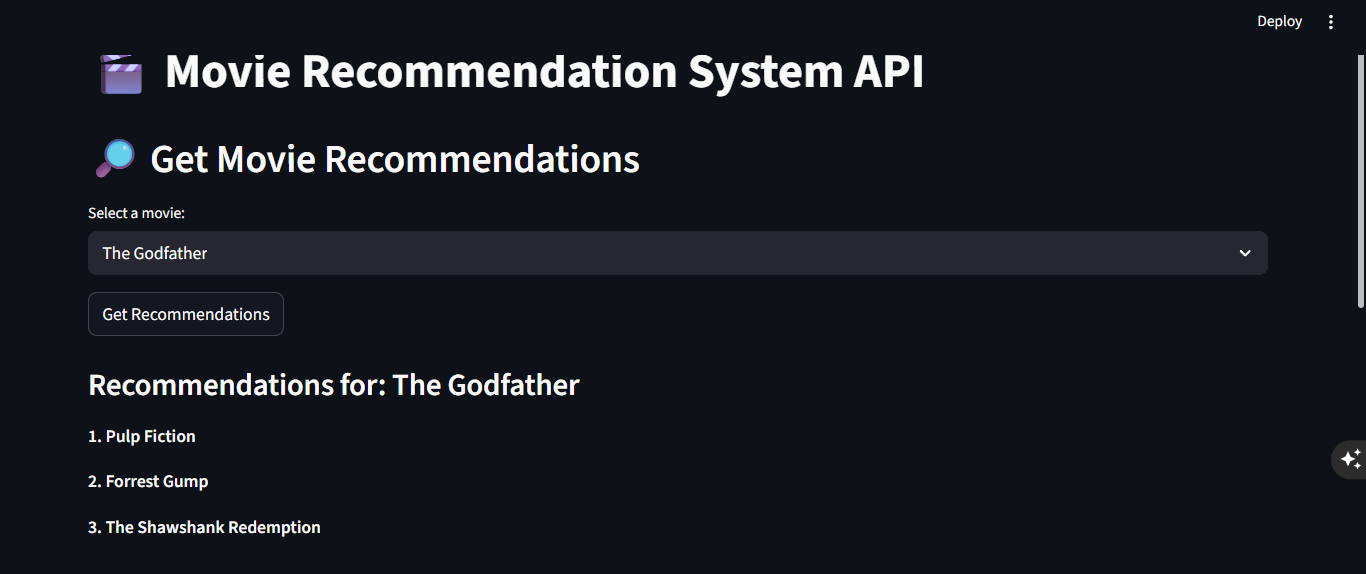 Deploy
Movie Recommendation System API
Get Movie Recommendations
Select a movie:
The Godfather
Get Recommendations
Recommendations for: The Godfather
1. Pulp Fiction
2. Forrest Gump
3. The Shawshank Redemption